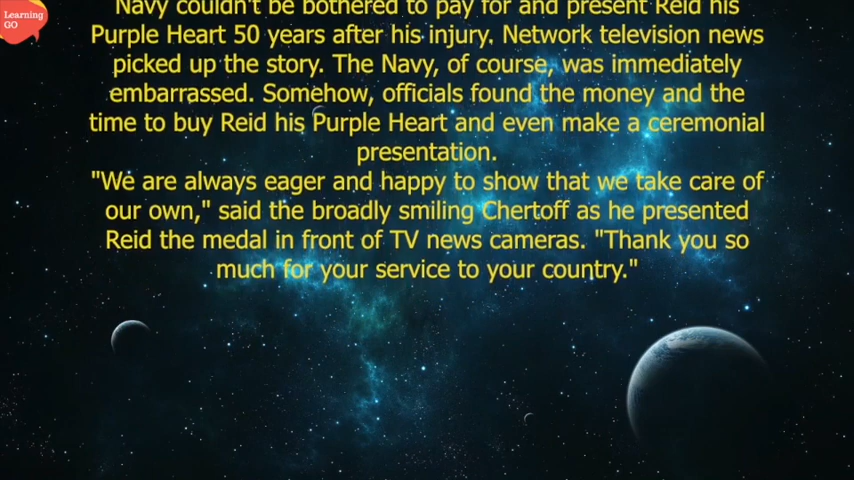 Learning
GO
Navy couldn't be bothered to pay for and present Reid his
Purple Heart 50 years after his injury. Network television news
picked up the story. The Navy, of course, was immediately
embarrassed. Somehow, officials found the money and the
time to buy Reid his Purple Heart and even make a ceremonial
presentation.
"We are always eager and happy to show that we take care of
our own," said the broadly smiling Chertoff as he presented
Reid the medal in front of TV news cameras. "Thank you so
much for your service to your country."